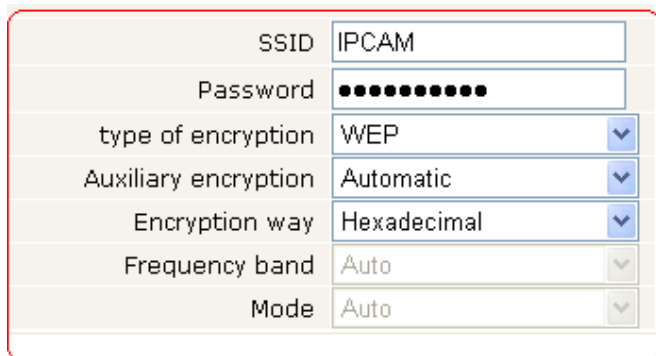 SSID IPCAM
Password ●●●●●●●●●●
type of encryption WEP
Auxiliary encryption Automatic
Encryption way Hexadecimal
Frequency band Auto
Mode Auto